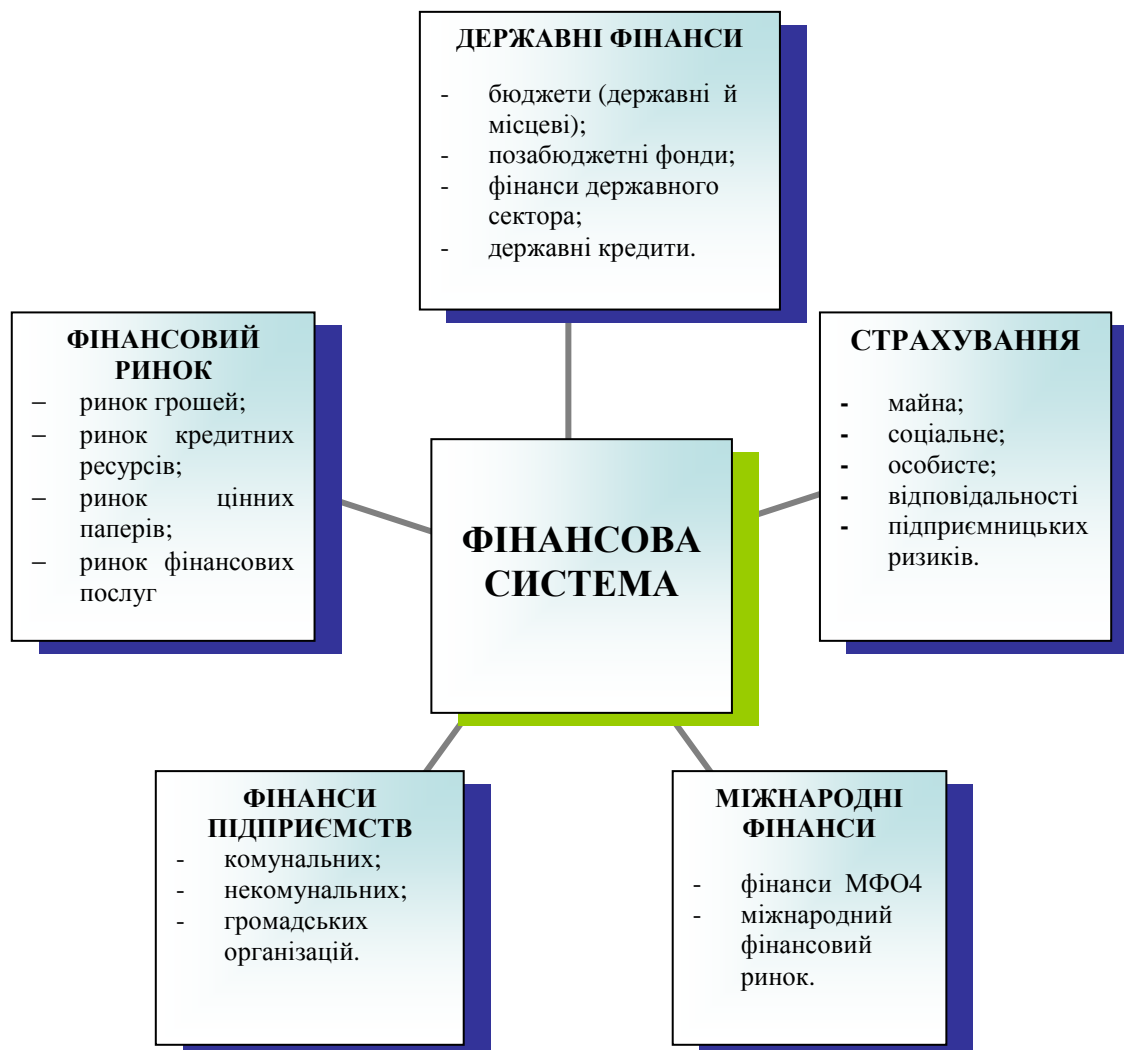 ДЕРЖАВНІ ФІНАНСИ
- бюджети (державні й
місцеві);
- позабюджетні фонди;
- фінанси державного
сектора;
- державні кредити.
ФІНАНСОВИЙ
РИНОК
– ринок грошей;
– ринок кредитних
ресурсів;
– ринок цінних
паперів;
– ринок фінансових
послуг
СТРАХУВАННЯ
- майна;
- соціальне;
- особисте;
- відповідальності
- підприємницьких
ризиків.
ФІНАНСОВА
СИСТЕМА
ФІНАНСИ
ПІДПРИЄМСТВ
- комунальних;
- некомунальних;
- громадських
організацій.
МІЖНАРОДНІ
ФІНАНСИ
- фінанси МФО4
- міжнародний
фінансовий
ринок.